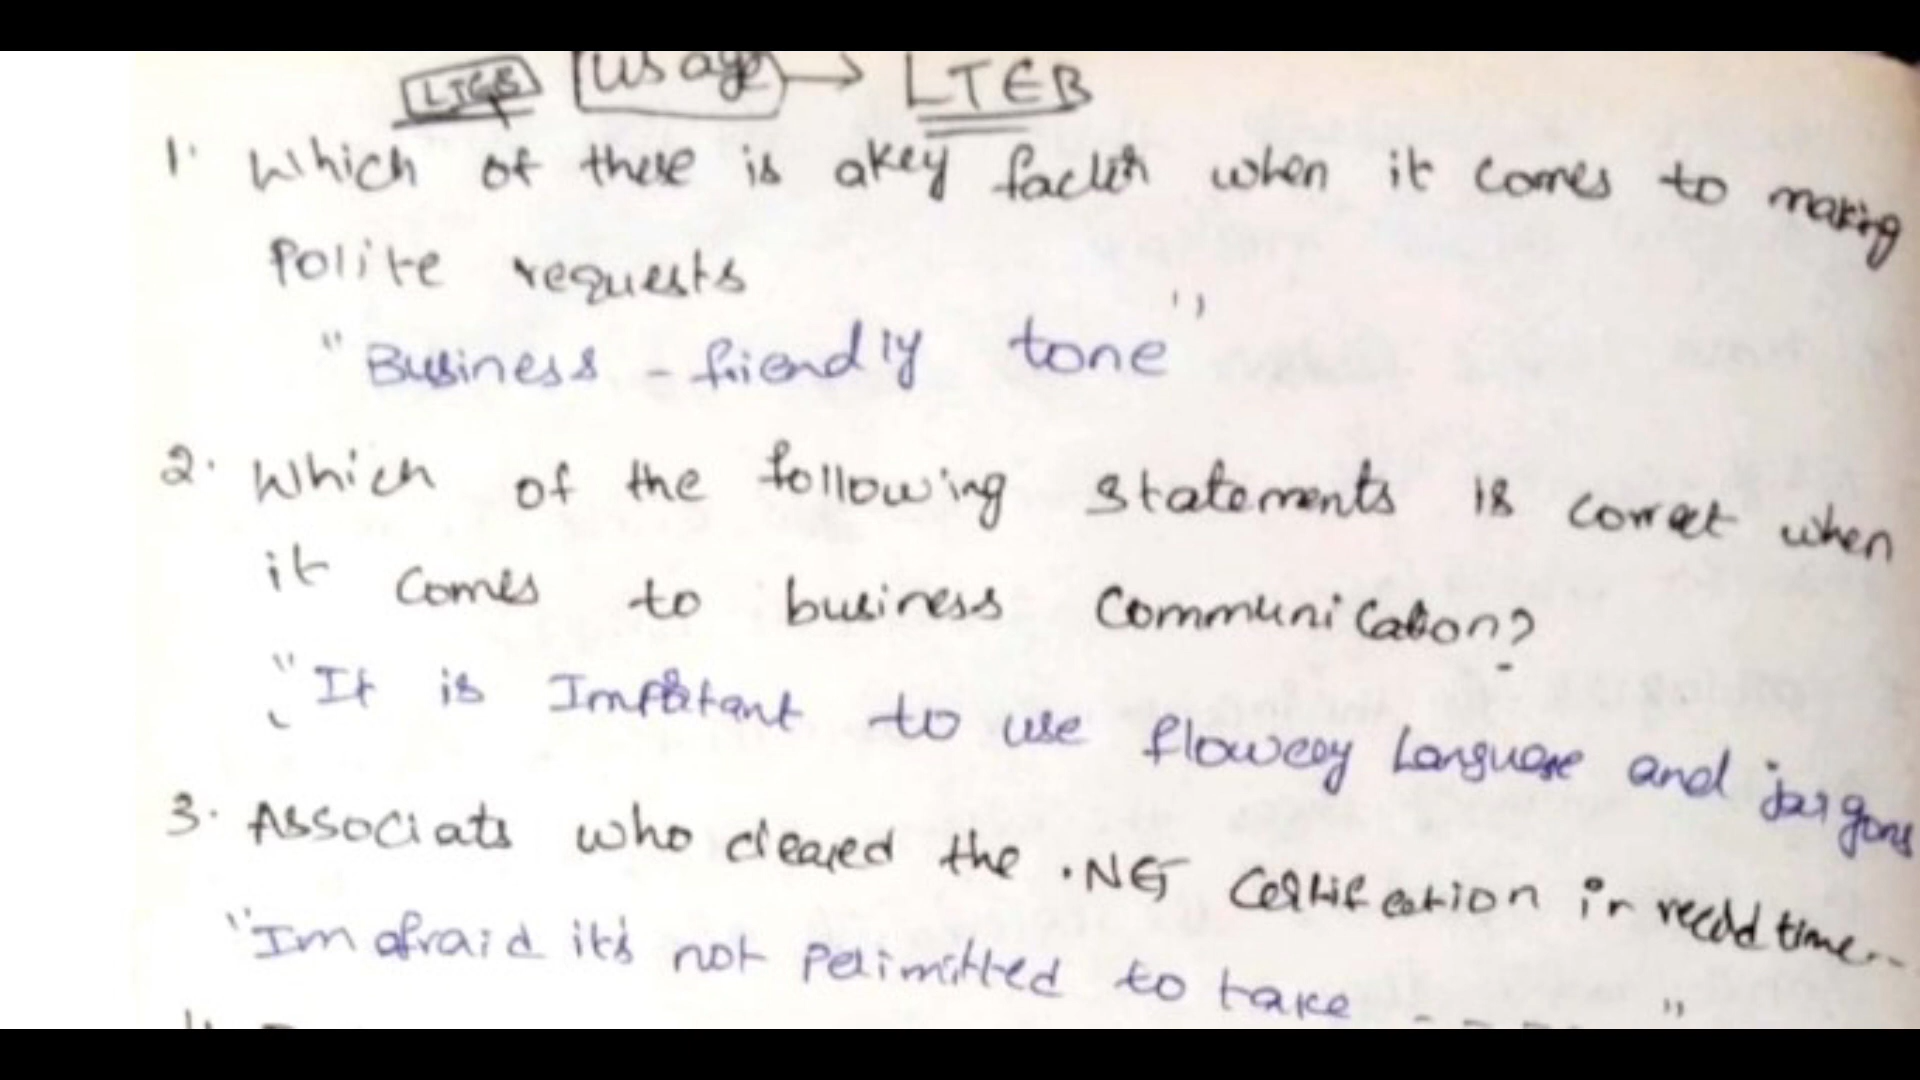 Usage → LTEB
1. Which of these is a key factor when it comes to making
Polite requests
"Business - friendly tone"
2. Which of the following statements is correct when
it comes to business communication?
"It is Important to use flowery Language and jargons
3. Associats who cleared the .NET Certification in record time...
"Im afraid it's not permitted to take - - - - "